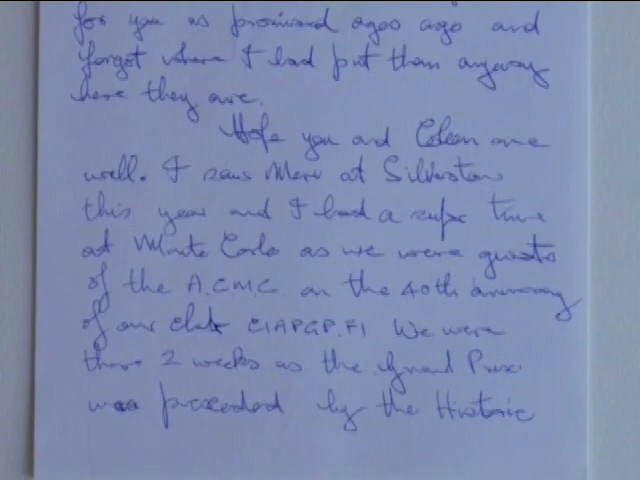 for you as promised ages ago and
forgot where I had put them anyway
here they are.
Hope you and Coleen are
well. I saw Merv at Silverstone
this year and I had a super time
at Monte Carlo as we were guests
of the A.C.M.C. on the 40th anniversary
of our club CIAPGP.F1 We were
there 2 weeks as the Grand Prix
was preceded by the Historic